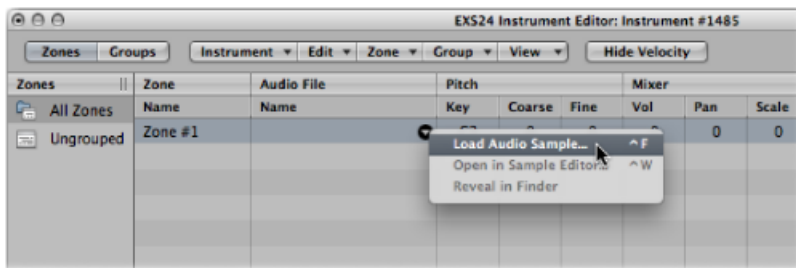 EXS24 Instrument Editor: Instrument #1485
Zones Groups Instrument Edit Zone Group View Hide Velocity
Zones Zone Audio File Pitch Mixer
All Zones Name Name Key Coarse Fine Vol Pan Scale
Ungrouped Zone #1 0 0
Load Audio Sample... ^F
Open in Sample Editor... ^W
Reveal in Finder